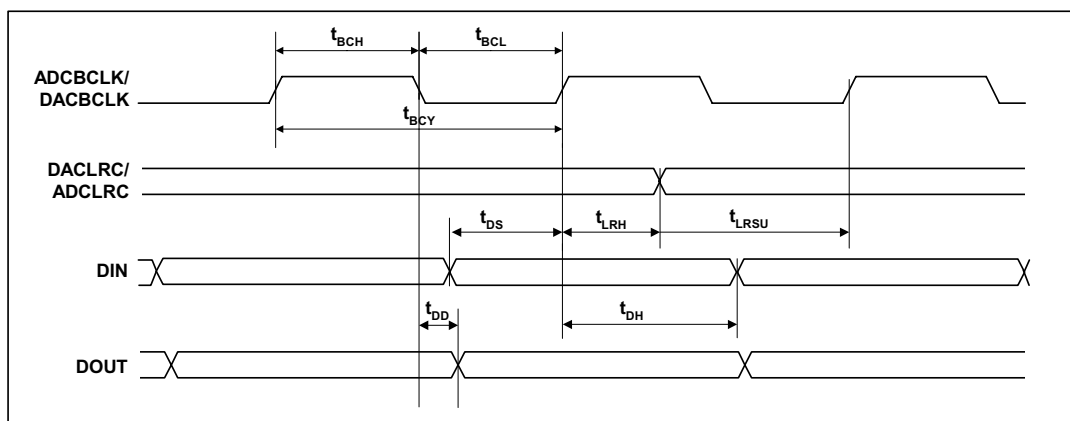 tBCH tBCL
ADCBCLK/
DACBCLK
tBCY
DACLRC/
ADCLRC
tDS tLRH tLRSU
DIN
tDD tDH
DOUT